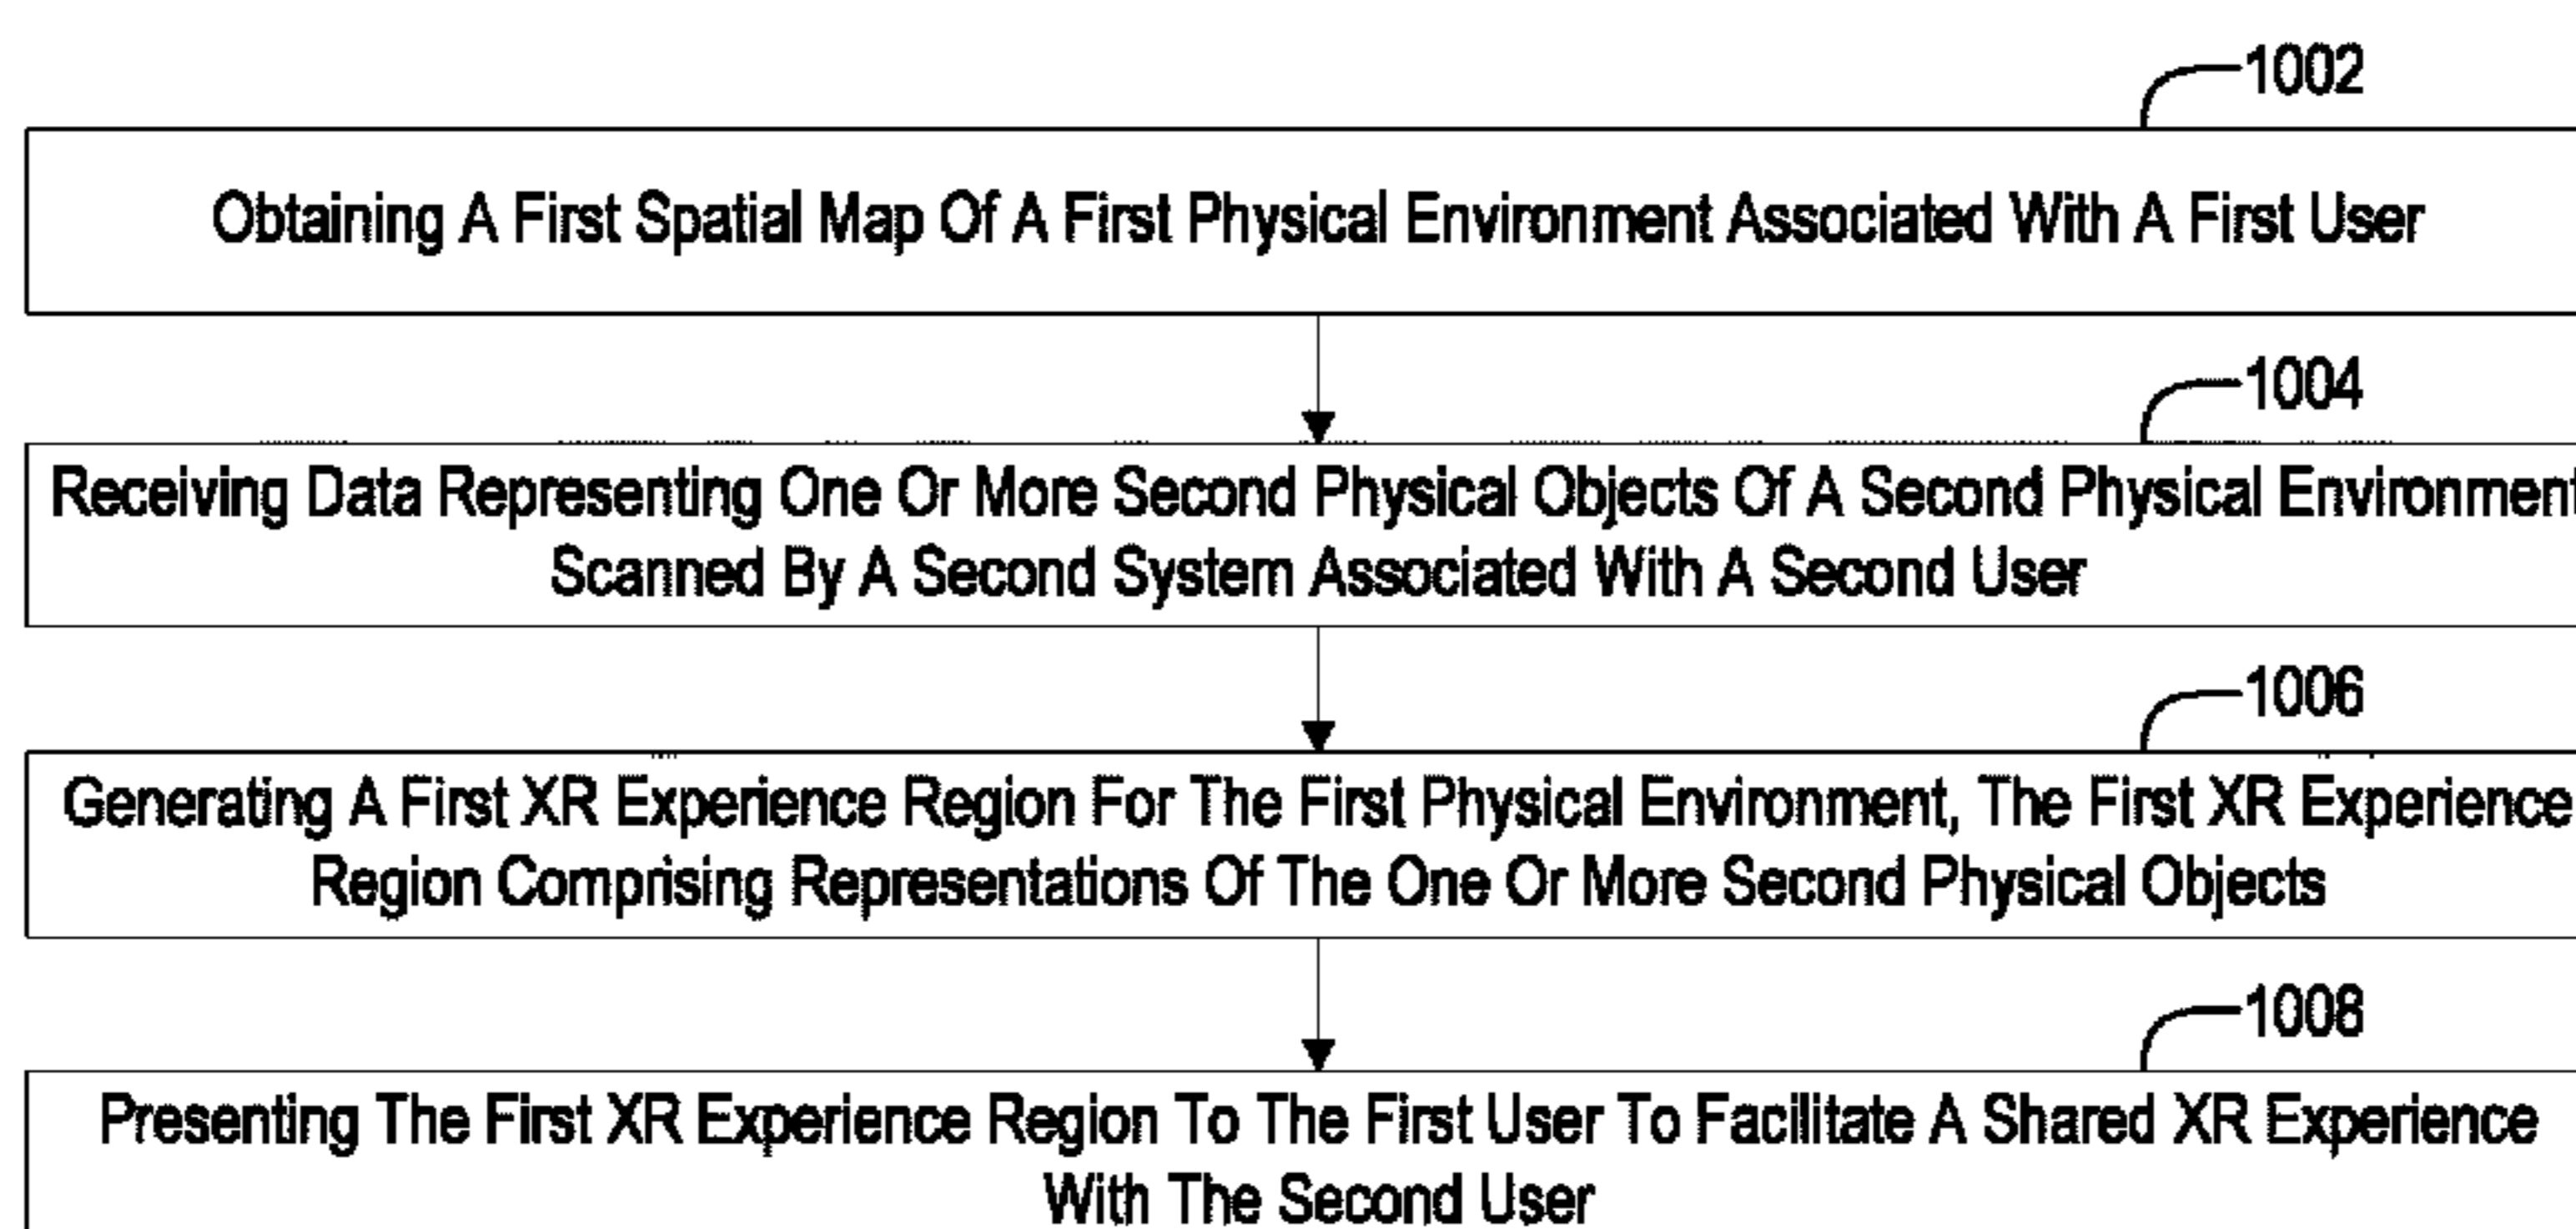 1002
Obtaining A First Spatial Map Of A First Physical Environment Associated With A First User
1004
Receiving Data Representing One Or More Second Physical Objects Of A Second Physical Environment
Scanned By A Second System Associated With A Second User
1006
Generating A First XR Experience Region For The First Physical Environment, The First XR Experience
Region Comprising Representations Of The One Or More Second Physical Objects
1008
Presenting The First XR Experience Region To The First User To Facilitate A Shared XR Experience
With The Second User